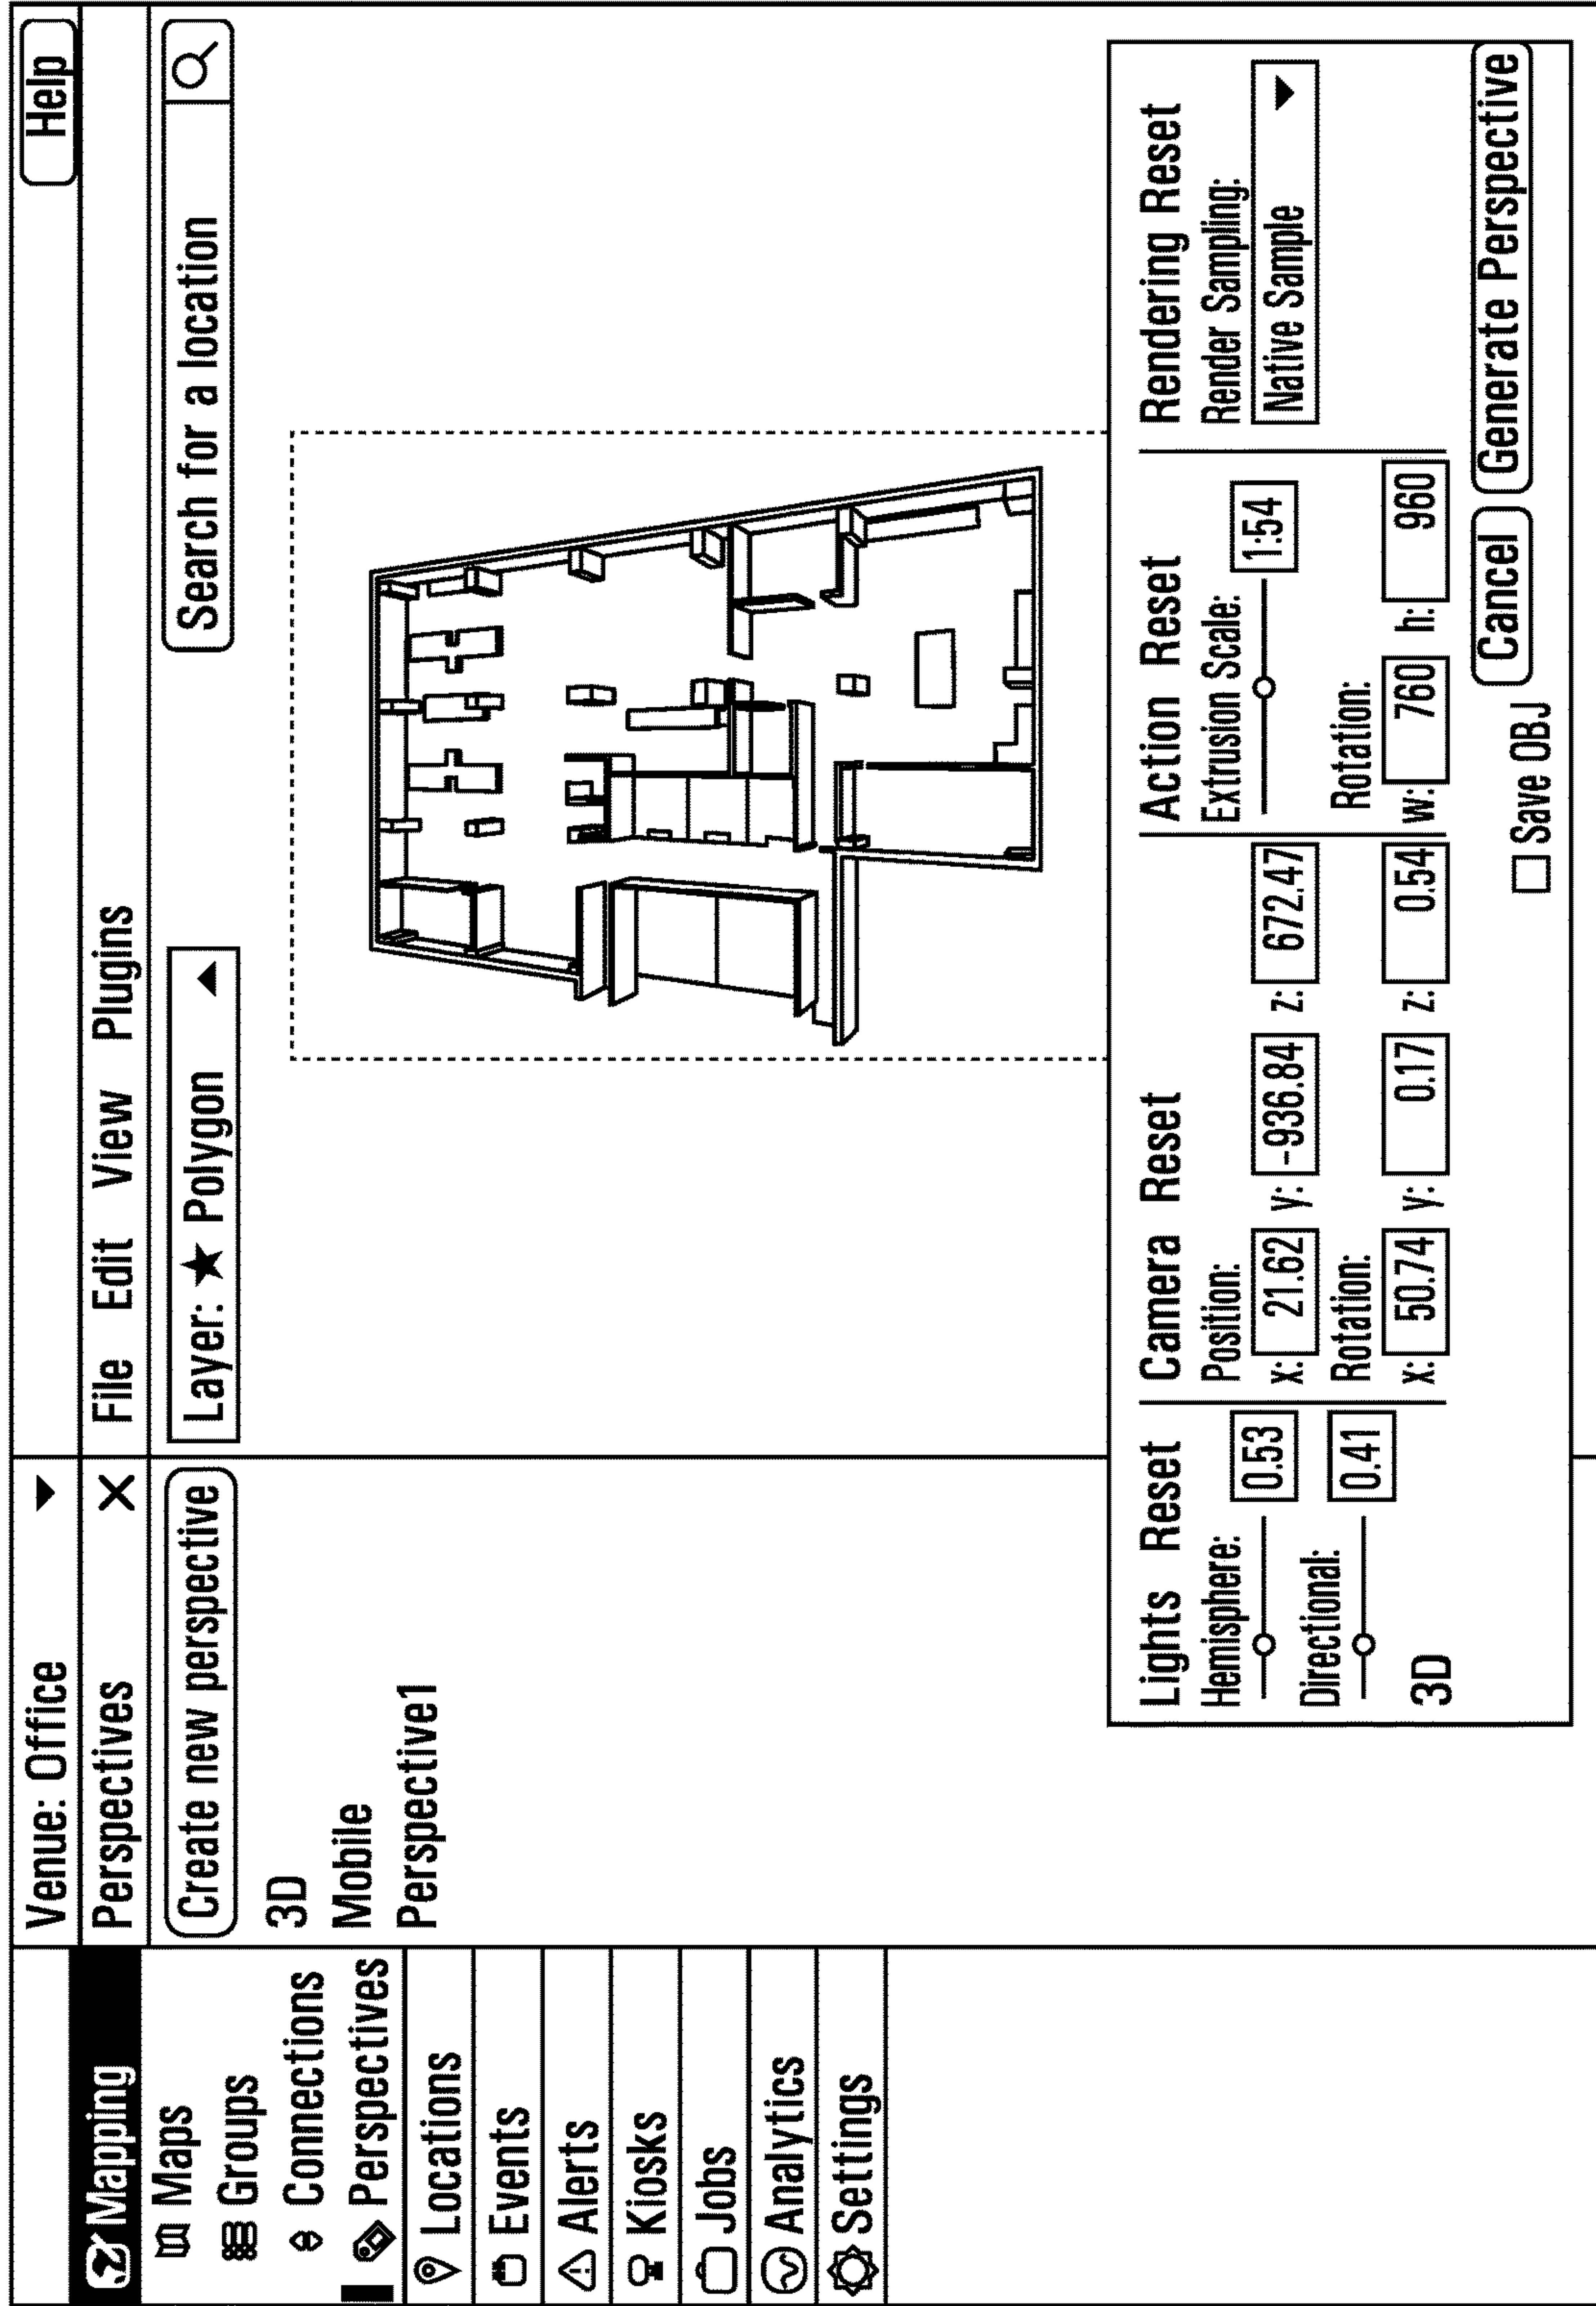 Help
Venue: Office
Perspectives
File Edit View Plugins
Mapping
Maps
Groups
Connections
Perspectives
Locations
Events
Alerts
Kiosks
Jobs
Analytics
Settings
Create new perspective
3D
Mobile
Perspective1
Layer: ★ Polygon
Search for a location
Lights Reset
Hemisphere:
0.53
Directional:
0.41
3D
Camera Reset
Position:
x: 21.62 y: -936.84 z: 672.47
Rotation:
x: 50.74 y: 0.17 z: 0.54
Action Reset
Extrusion Scale:
1:54
Rotation:
w: 760 h: 960
Rendering Reset
Render Sampling:
Native Sample
Save OBJ
Cancel
Generate Perspective